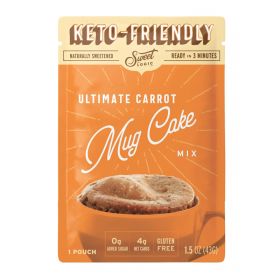 KETO-FRIENDLY
NATURALLY SWEETENED
Sweet
LOGIC
READY IN 3 MINUTES
ULTIMATE CARROT
Mug Cake
MIX
0g
ADDED SUGAR
4g
NET CARBS
GLUTEN
FREE
1 POUCH
1.5 OZ (43G)